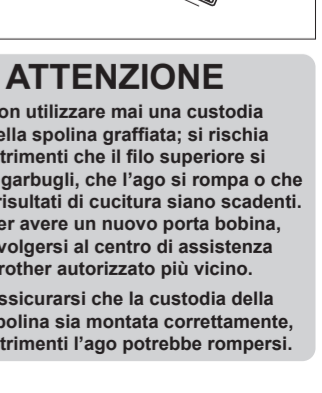 ATTENZIONE
on utilizzare mai una custodia
ella spolina graffiata; si rischia
trimenti che il filo superiore si
garbugli, che l'ago si rompa o che
risultati di cucitura siano scadenti.
er avere un nuovo porta bobina,
volgersi al centro di assistenza
rother autorizzato più vicino.
ssicurarsi che la custodia della
polina sia montata correttamente,
trimenti l'ago potrebbe rompersi.